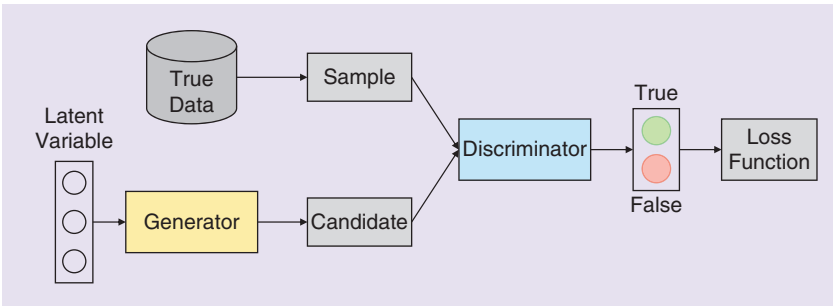 True
Data
Sample
Latent
Variable
Generator
Candidate
Discriminator
True
False
Loss
Function